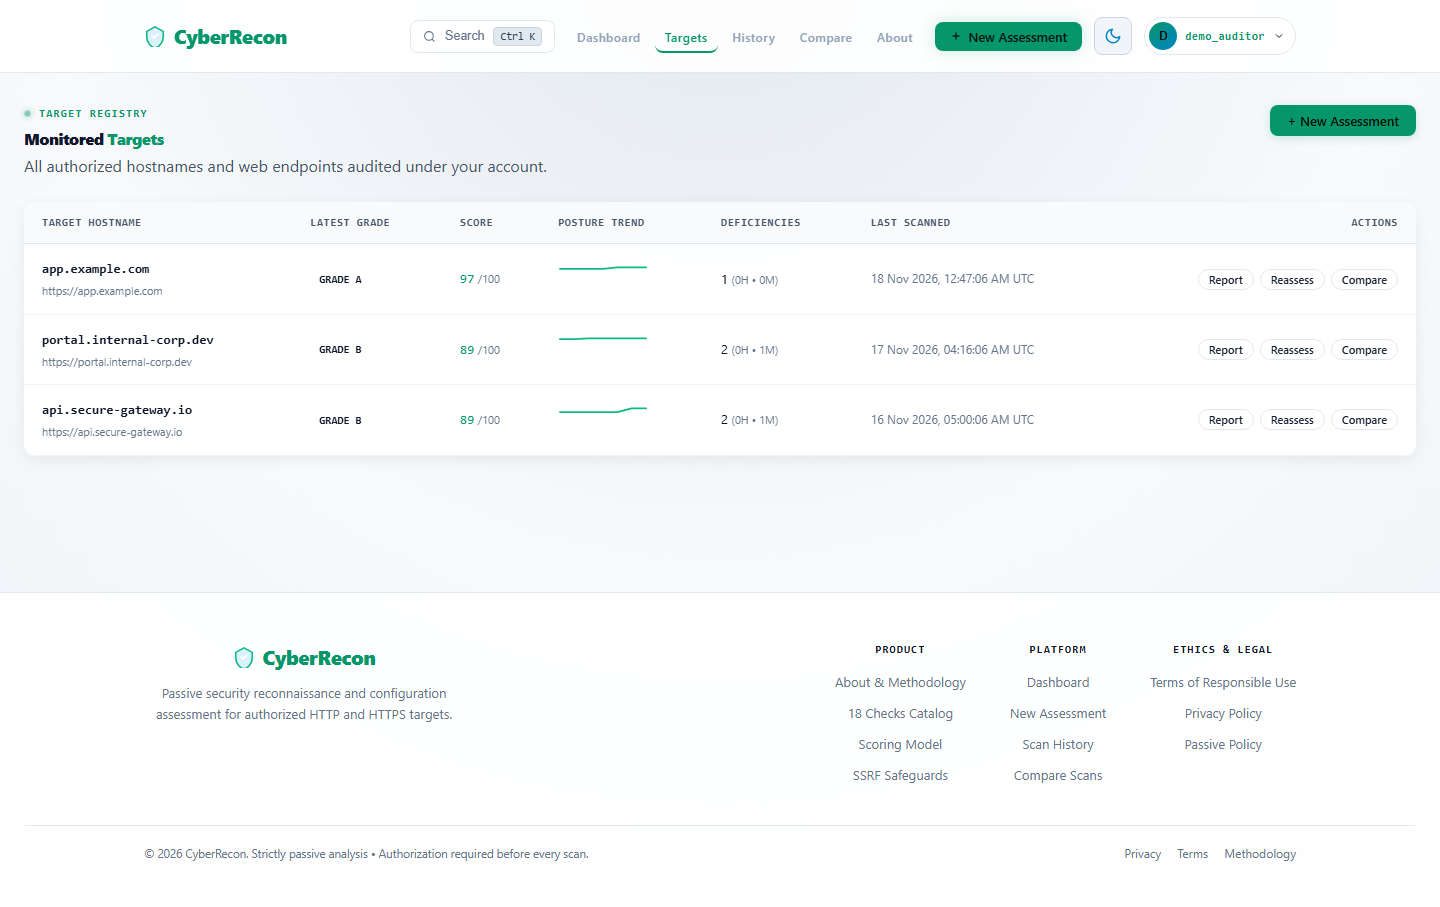 CyberRecon
Search Ctrl K
Dashboard
Targets
History
Compare
About
+ New Assessment
D demo_auditor
TARGET REGISTRY
Monitored Targets
All authorized hostnames and web endpoints audited under your account.
+ New Assessment
TARGET HOSTNAME LATEST GRADE SCORE POSTURE TREND DEFICIENCIES LAST SCANNED ACTIONS
app.example.com
https://app.example.com
GRADE A 97 /100 1 (0H • 0M) 18 Nov 2026, 12:47:06 AM UTC Report Reassess Compare
portal.internal-corp.dev
https://portal.internal-corp.dev
GRADE B 89 /100 2 (0H • 1M) 17 Nov 2026, 04:16:06 AM UTC Report Reassess Compare
api.secure-gateway.io
https://api.secure-gateway.io
GRADE B 89 /100 2 (0H • 1M) 16 Nov 2026, 05:00:06 AM UTC Report Reassess Compare
CyberRecon
Passive security reconnaissance and configuration
assessment for authorized HTTP and HTTPS targets.
PRODUCT
About & Methodology
18 Checks Catalog
Scoring Model
SSRF Safeguards
PLATFORM
Dashboard
New Assessment
Scan History
Compare Scans
ETHICS & LEGAL
Terms of Responsible Use
Privacy Policy
Passive Policy
© 2026 CyberRecon. Strictly passive analysis • Authorization required before every scan.
Privacy Terms Methodology